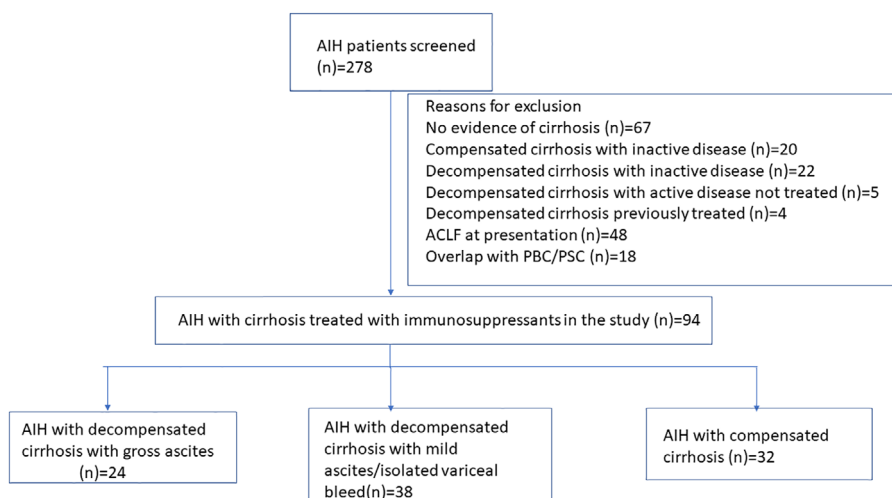 AIH patients screened
(n)=278
Reasons for exclusion
No evidence of cirrhosis (n)=67
Compensated cirrhosis with inactive disease (n)=20
Decompensated cirrhosis with inactive disease (n)=22
Decompensated cirrhosis with active disease not treated (n)=5
Decompensated cirrhosis previously treated (n)=4
ACLF at presentation (n)=48
Overlap with PBC/PSC (n)=18
AIH with cirrhosis treated with immunosuppressants in the study (n)=94
AIH with decompensated
cirrhosis with gross ascites
(n)=24
AIH with decompensated
cirrhosis with mild
ascites/isolated variceal
bleed(n)=38
AIH with compensated
cirrhosis (n)=32